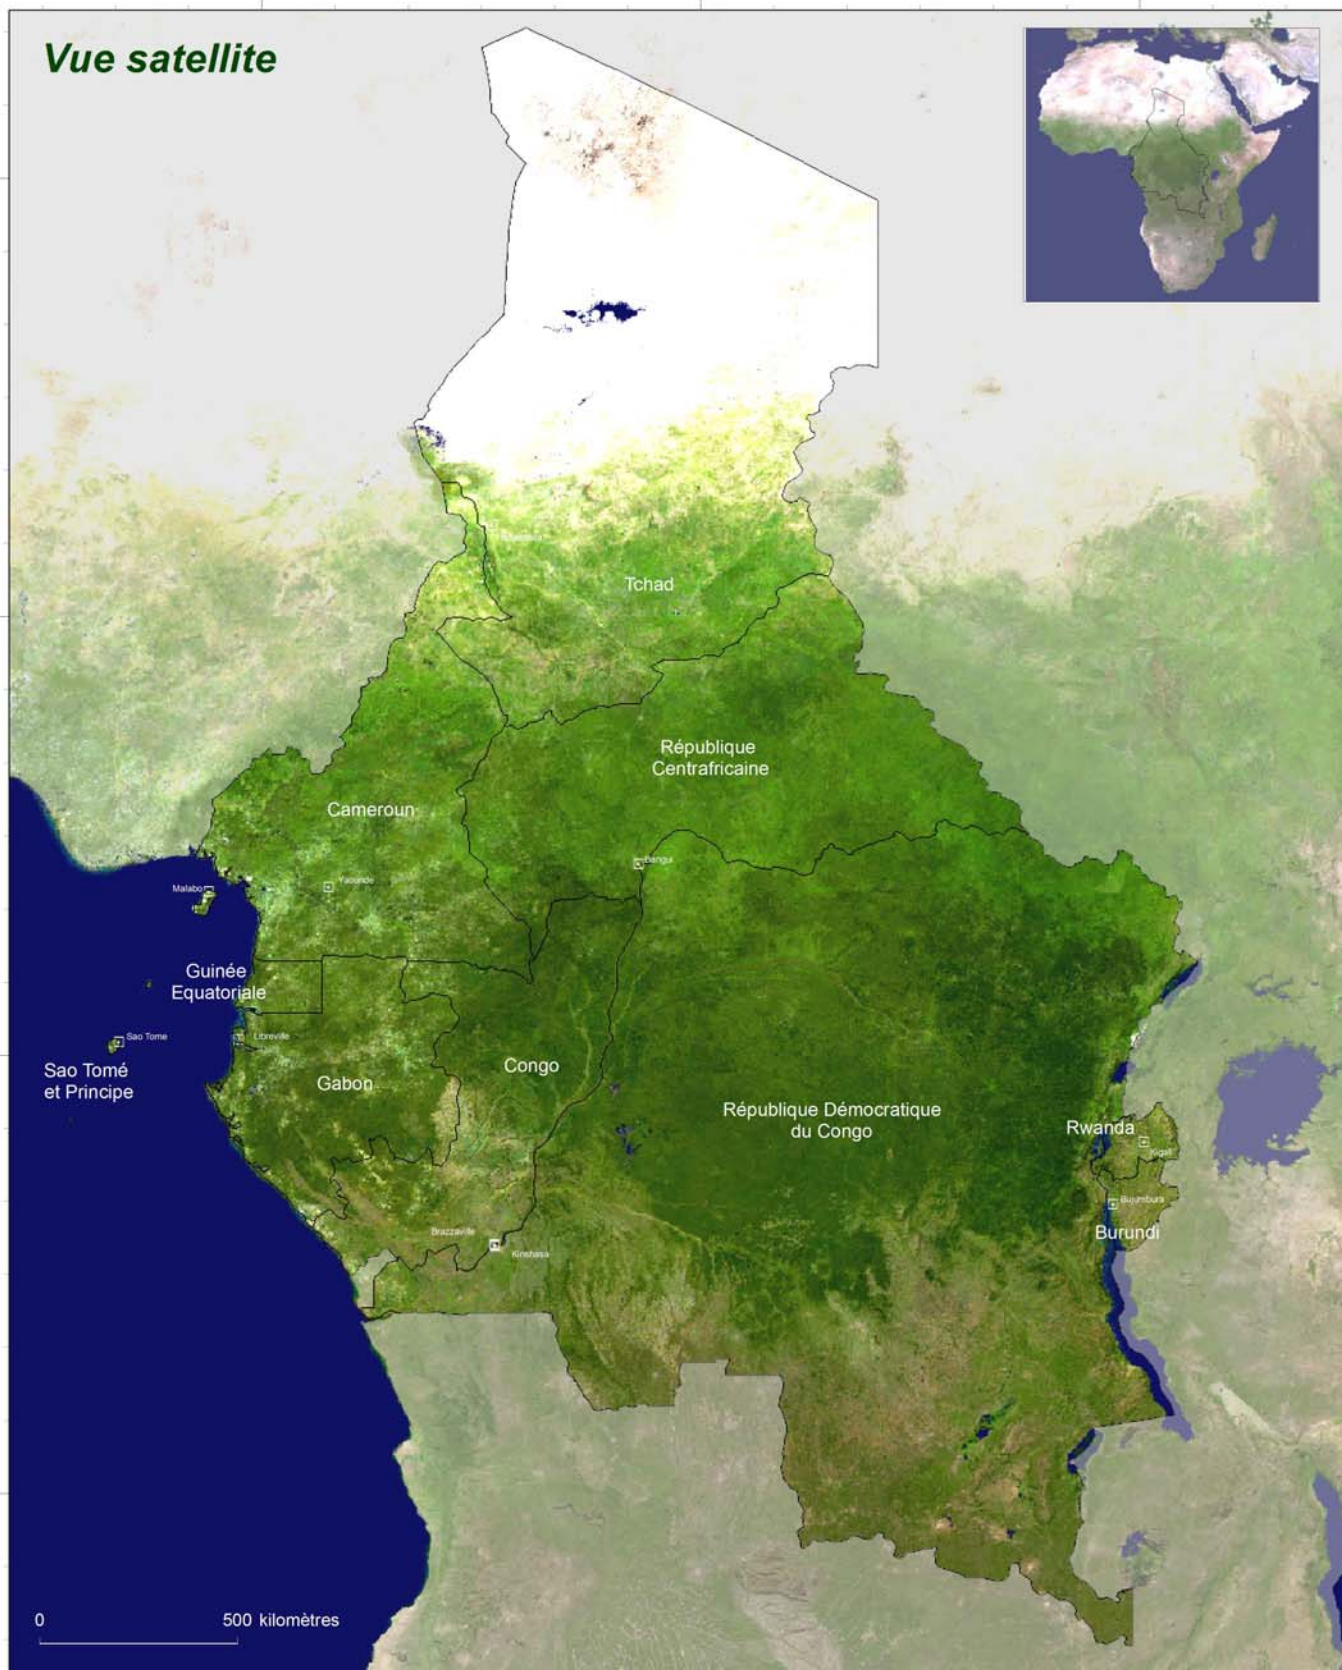 Vue satellite
Tchad
République
Centrafricaine
Cameroun
Bangui
Yaounde
Malabo
Guinée
Equatoriale
Sao Tome
Libreville
Sao Tomé
et Principe
Gabon
Congo
République Démocratique
du Congo
Rwanda
Kigali
Bujumbura
Burundi
Brazzaville
Kinshasa
0 500 kilomètres